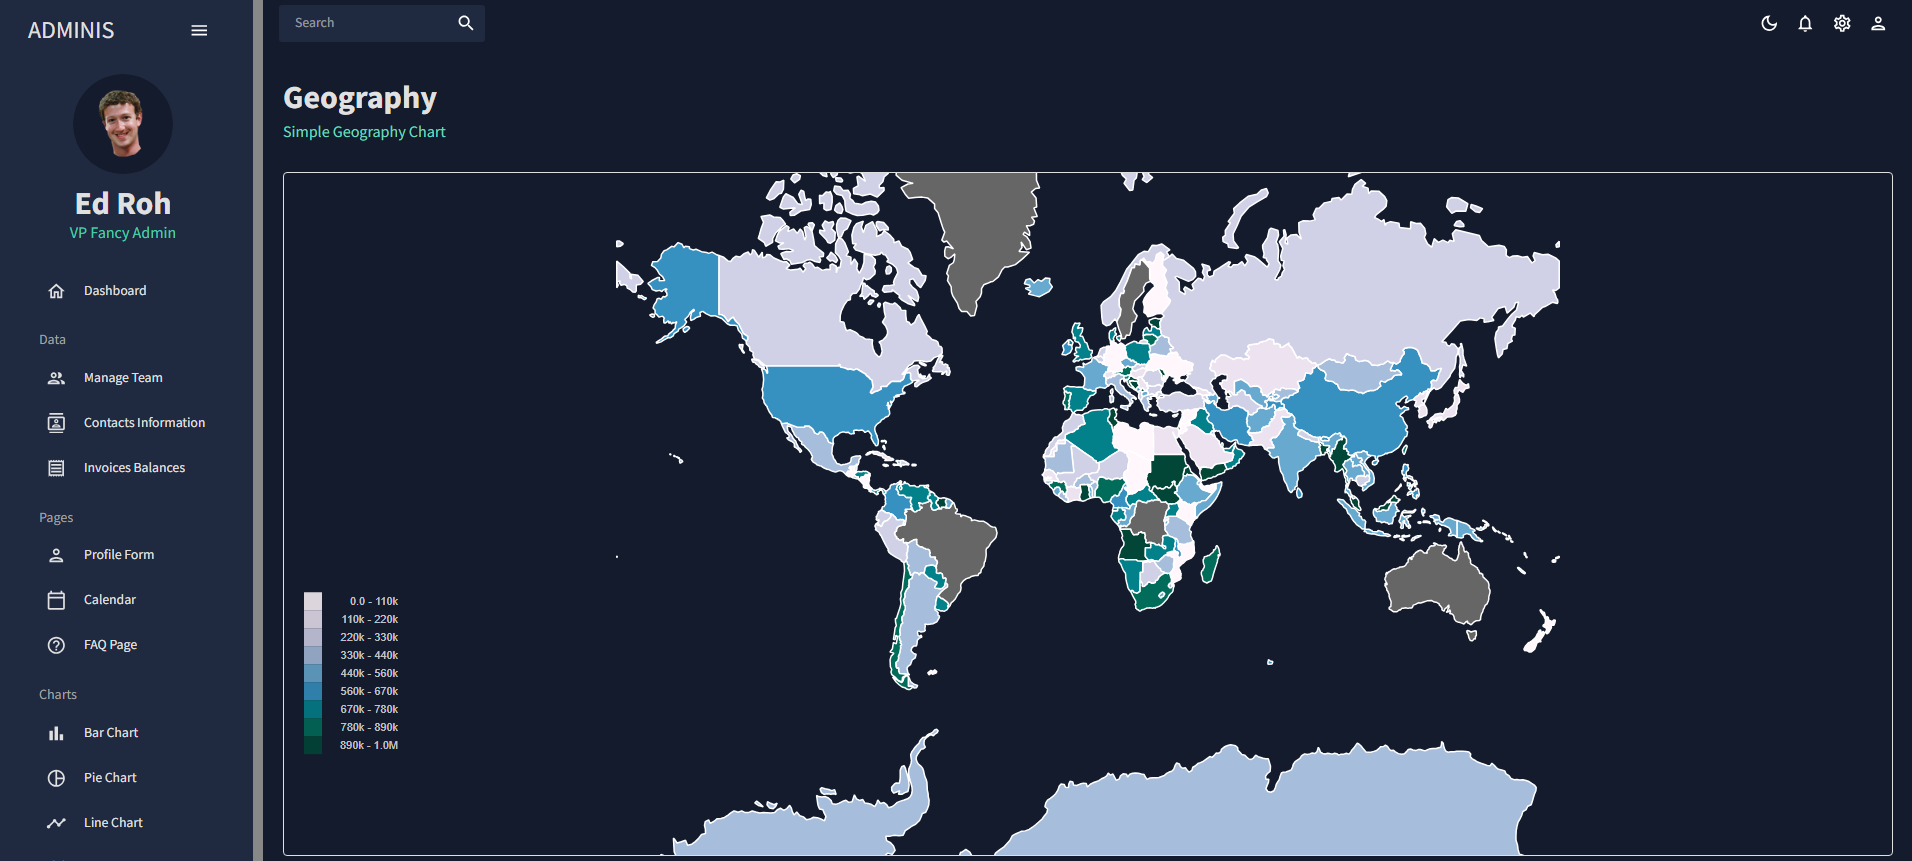 ADMINIS
Search
Ed Roh
VP Fancy Admin
Dashboard
Data
Manage Team
Contacts Information
Invoices Balances
Pages
Profile Form
Calendar
FAQ Page
Charts
Bar Chart
Pie Chart
Line Chart
Geography
Simple Geography Chart
0.0 - 110k
110k - 220k
220k - 330k
330k - 440k
440k - 560k
560k - 670k
670k - 780k
780k - 890k
890k - 1.0M